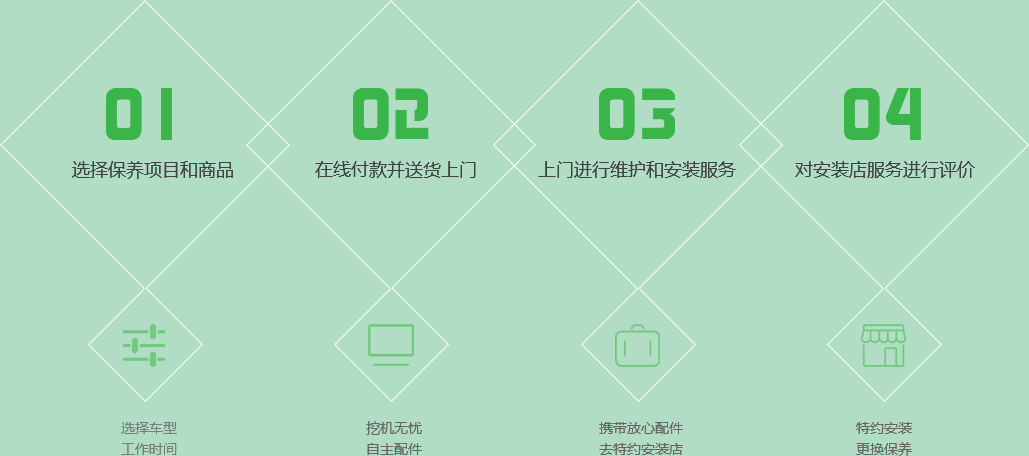 01
选择保养项目和商品
02
在线付款并送货上门
03
上门进行维护和安装服务
04
对安装店服务进行评价
选择车型
工作时间
挖机无忧
自主配件
携带放心配件
去特约安装店
特约安装
更换保养